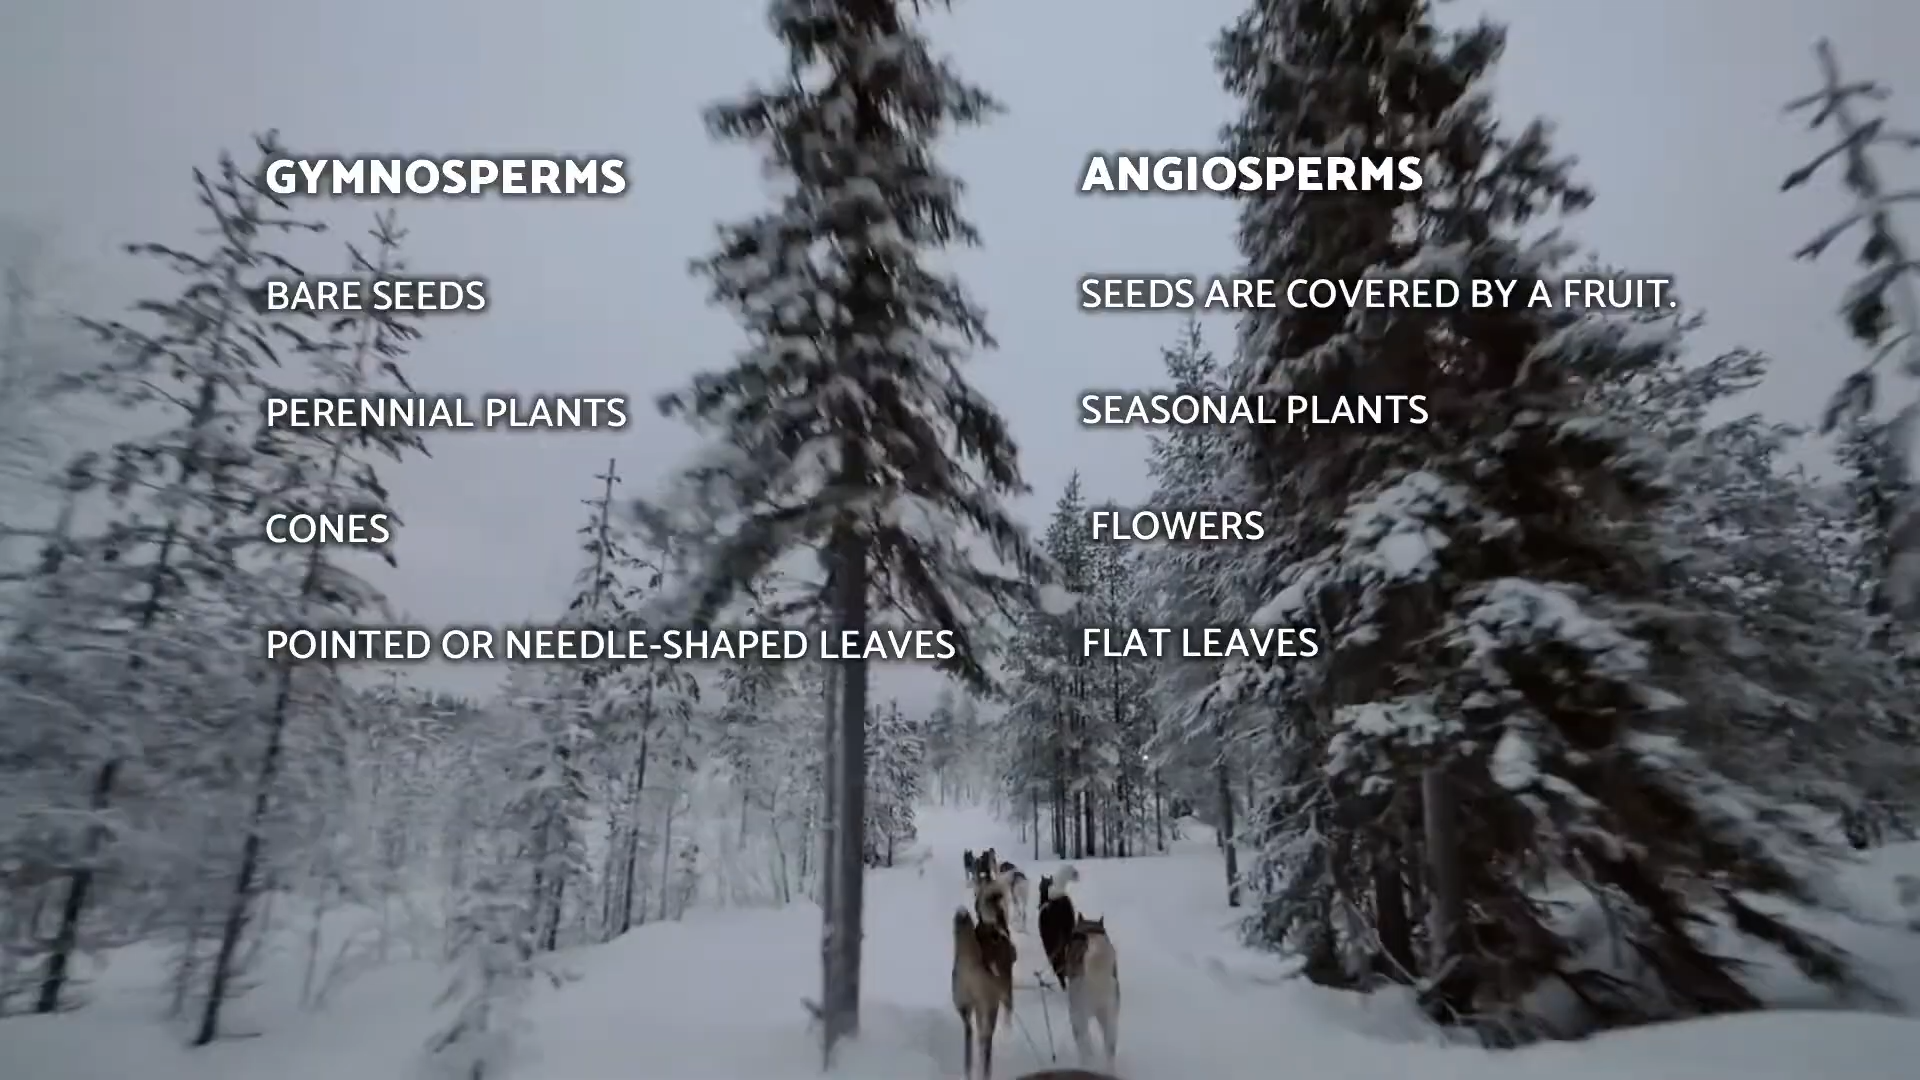 GYMNOSPERMS
BARE SEEDS
PERENNIAL PLANTS
CONES
POINTED OR NEEDLE-SHAPED LEAVES
ANGIOSPERMS
SEEDS ARE COVERED BY A FRUIT.
SEASONAL PLANTS
FLOWERS
FLAT LEAVES